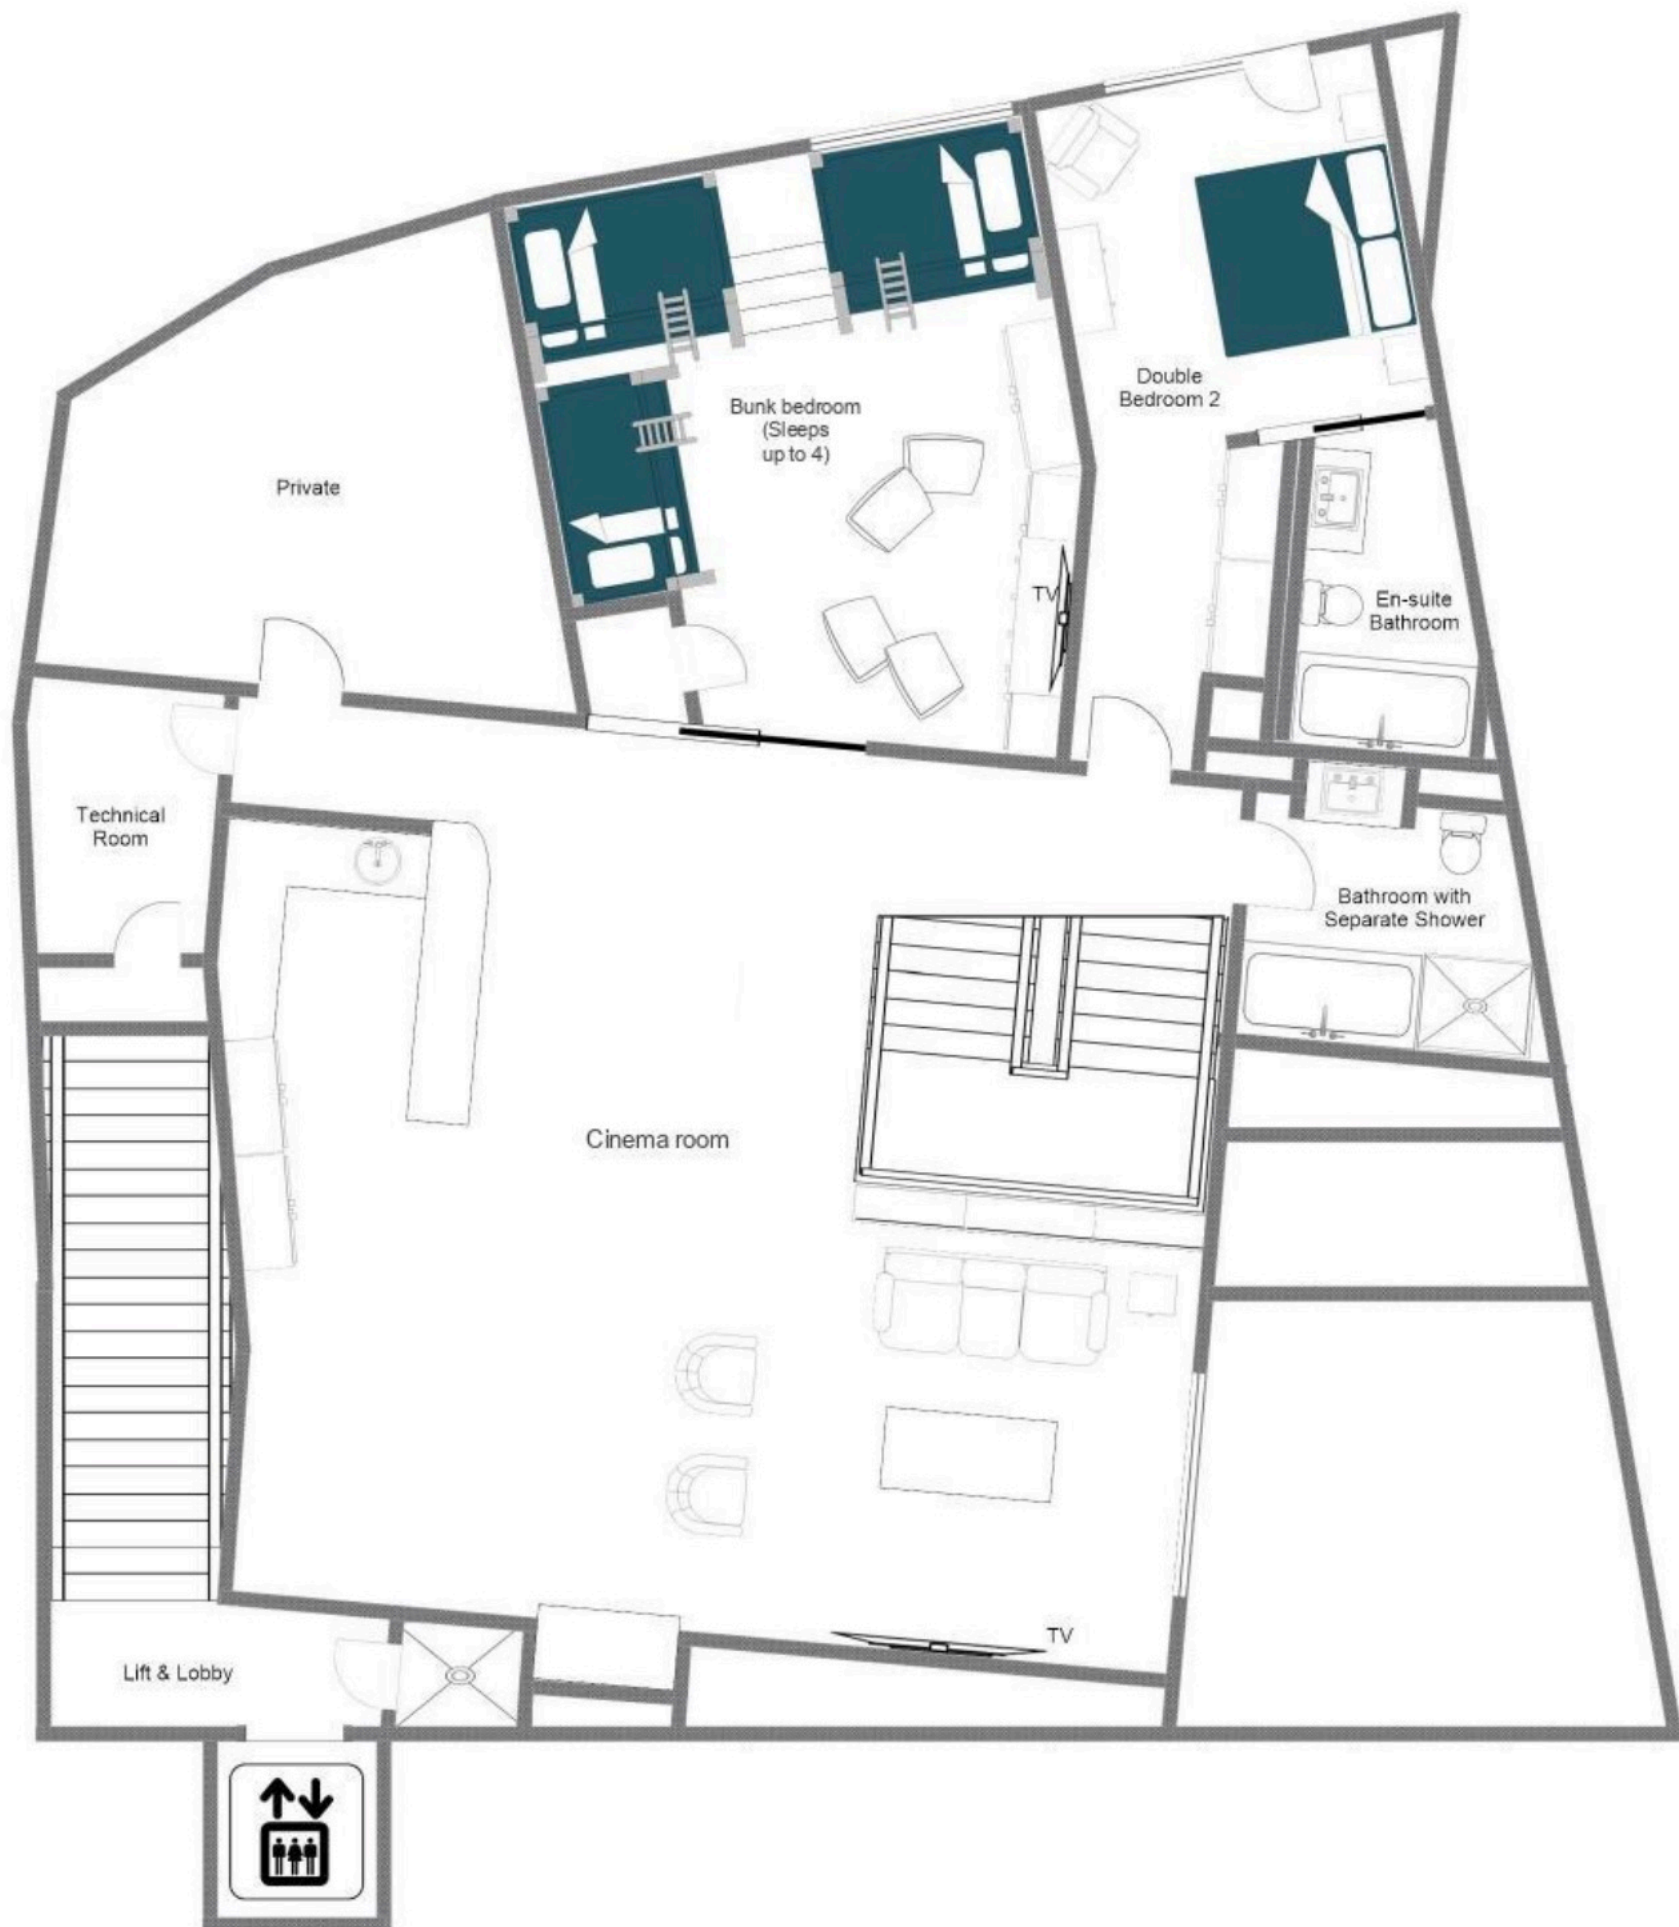 Double
Bedroom 2
Bunk bedroom
(Sleeps
up to 4)
Private
TV
En-suite
Bathroom
Technical
Room
Bathroom with
Separate Shower
Cinema room
TV
Lift & Lobby